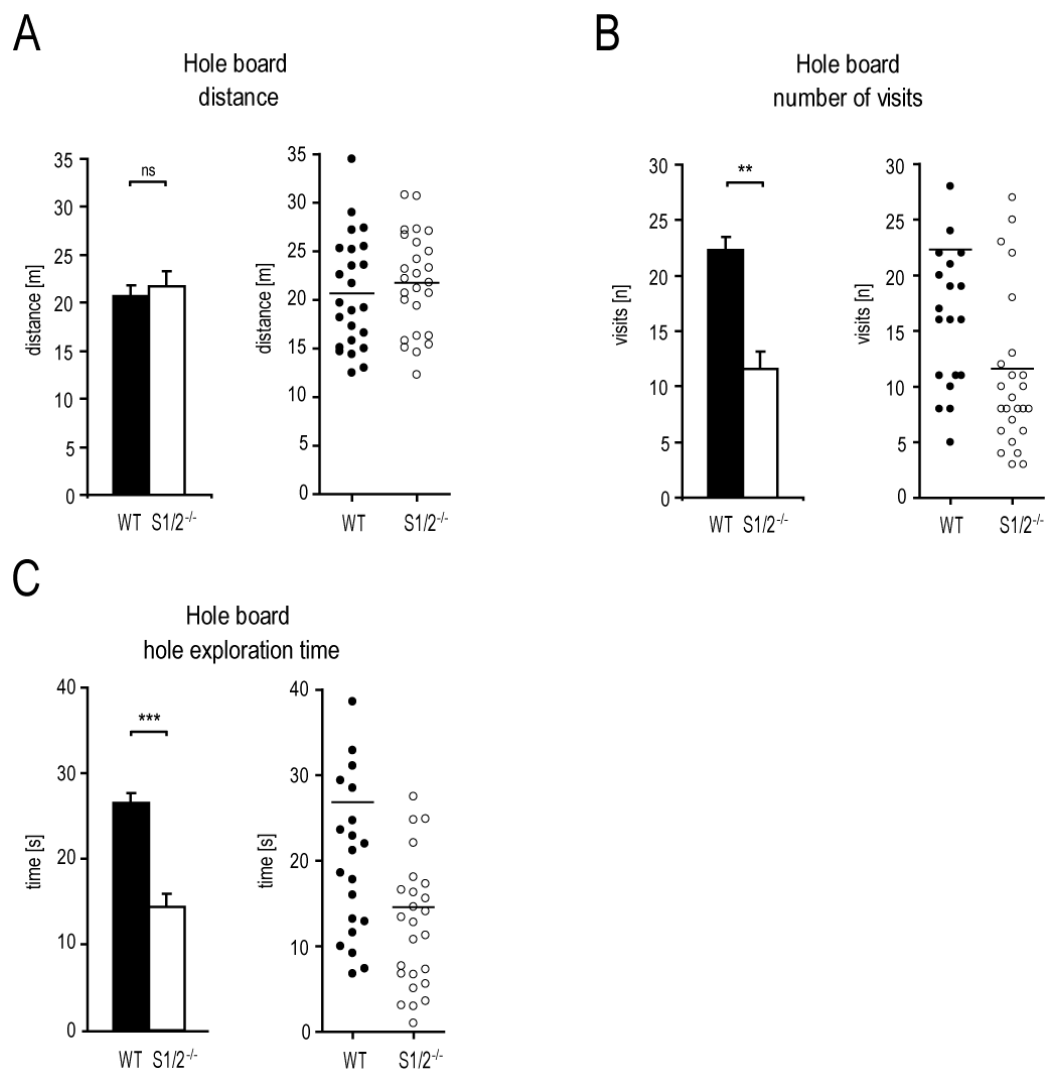 A
Hole board
distance
distance [m]
35
30
25
20
15
10
5
0
ns
WT S1/2-/-
distance [m]
35
30
25
20
15
10
5
0
WT S1/2-/-
B
Hole board
number of visits
visits [n]
30
25
20
15
10
5
0
**
WT S1/2-/-
visits [n]
30
25
20
15
10
5
0
WT S1/2-/-
C
Hole board
hole exploration time
time [s]
40
30
20
10
0
***
WT S1/2-/-
time [s]
40
30
20
10
0
WT S1/2-/-